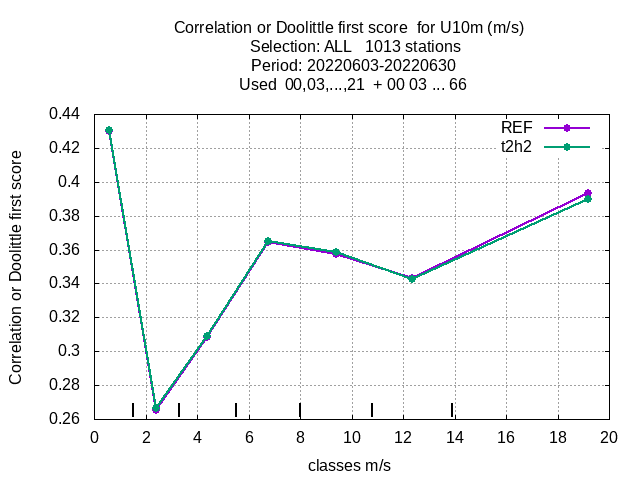 Correlation or Doolittle first score  for U10m (m/s)
Selection: ALL   1013 stations
Period: 20220603-20220630
Used  00,03,...,21  + 00 03 ... 66
Correlation or Doolittle first score
0.44
0.42
0.4
0.38
0.36
0.34
0.32
0.3
0.28
0.26
REF
t2h2
0 2 4 6 8 10 12 14 16 18 20
classes m/s